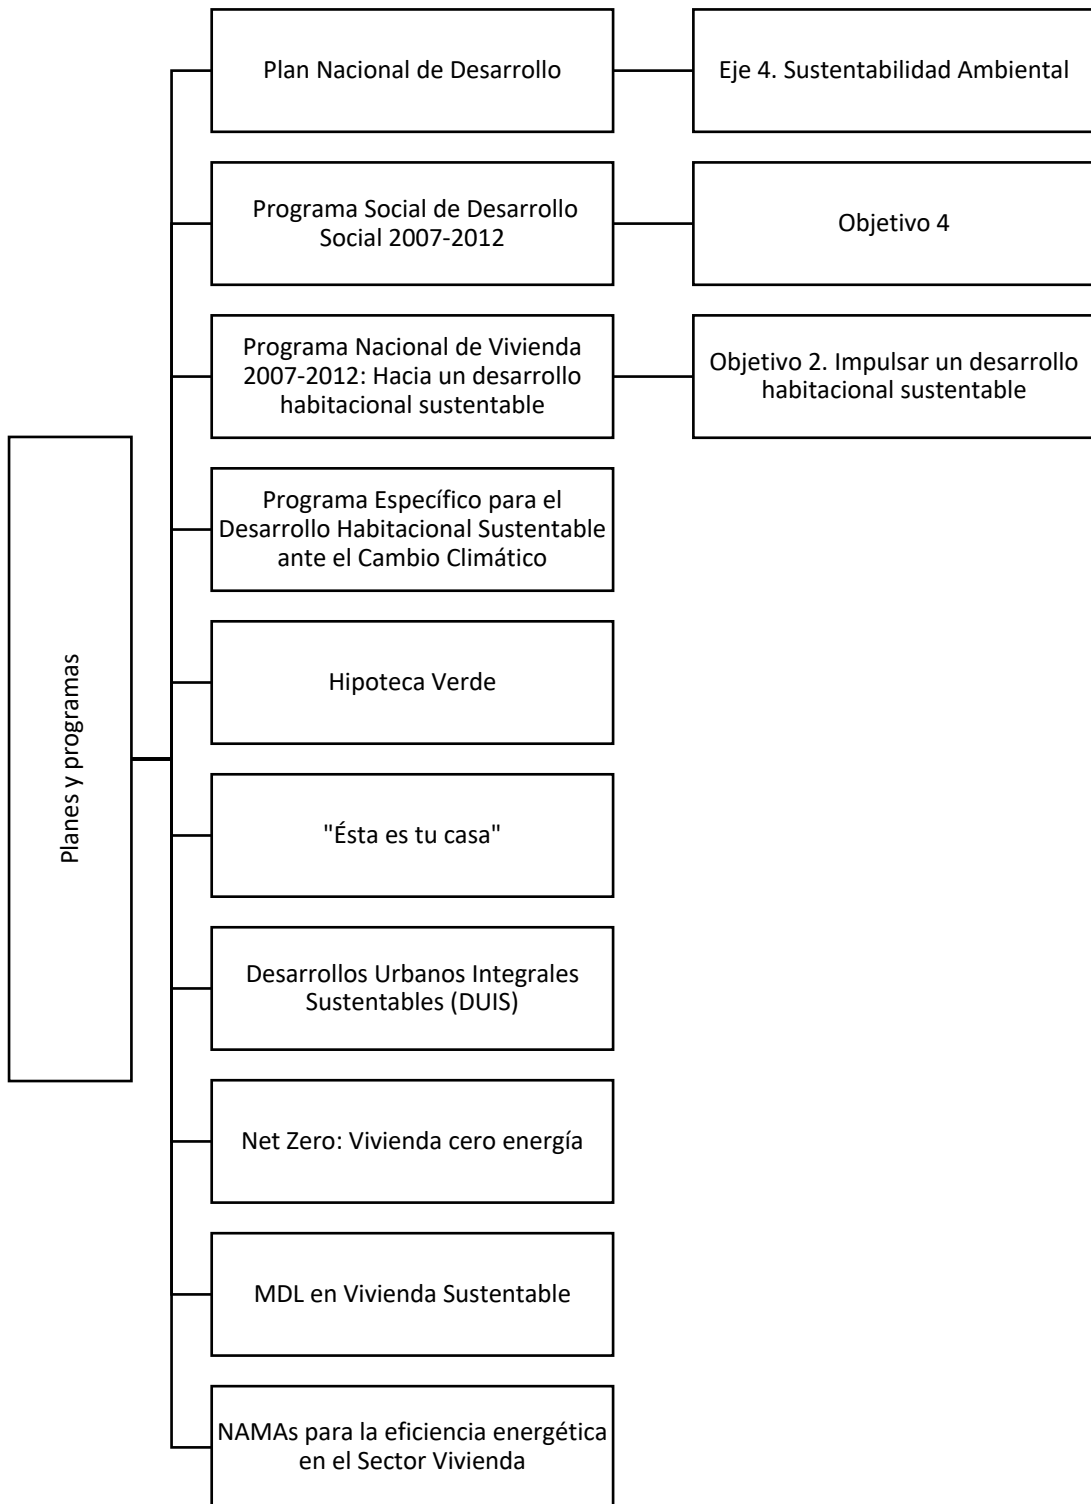 Planes y programas
Plan Nacional de Desarrollo
Eje 4. Sustentabilidad Ambiental
Programa Social de Desarrollo
Social 2007-2012
Objetivo 4
Programa Nacional de Vivienda
2007-2012: Hacia un desarrollo
habitacional sustentable
Objetivo 2. Impulsar un desarrollo
habitacional sustentable
Programa Específico para el
Desarrollo Habitacional Sustentable
ante el Cambio Climático
Hipoteca Verde
"Ésta es tu casa"
Desarrollos Urbanos Integrales
Sustentables (DUIS)
Net Zero: Vivienda cero energía
MDL en Vivienda Sustentable
NAMAs para la eficiencia energética
en el Sector Vivienda